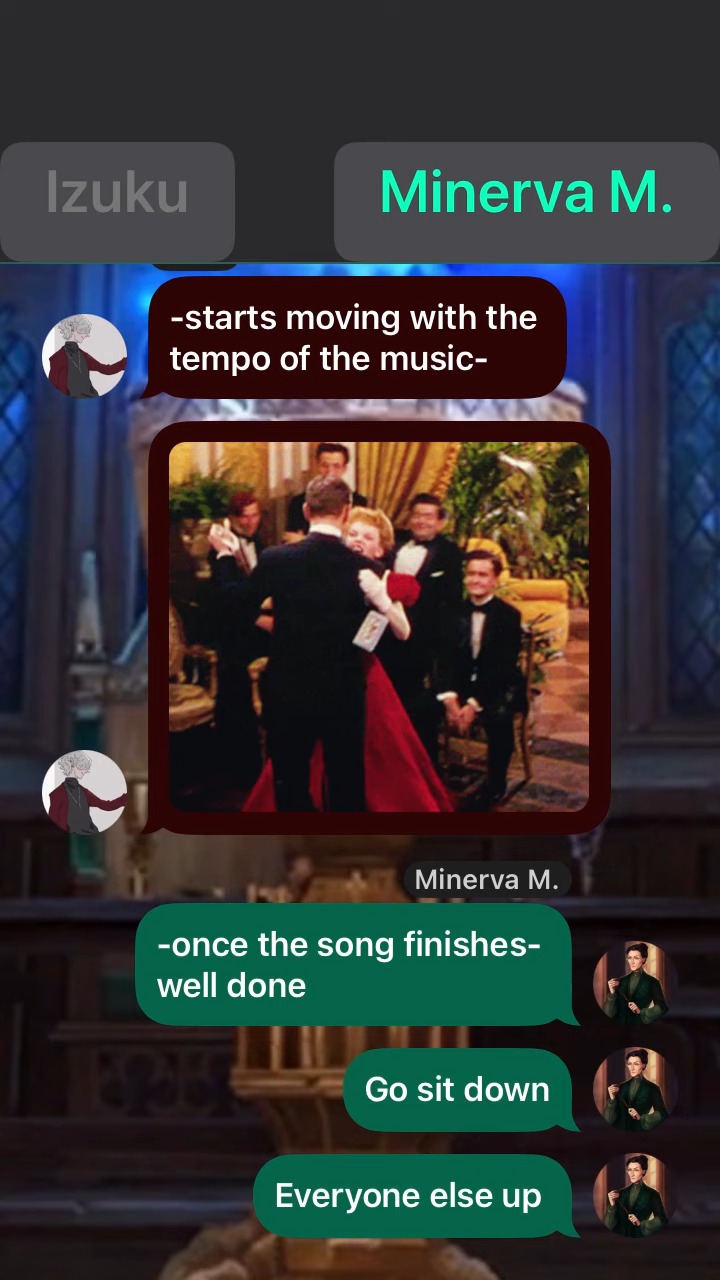 Izuku
Minerva M.
-starts moving with the
tempo of the music-
Minerva M.
-once the song finishes-
well done
Go sit down
Everyone else up